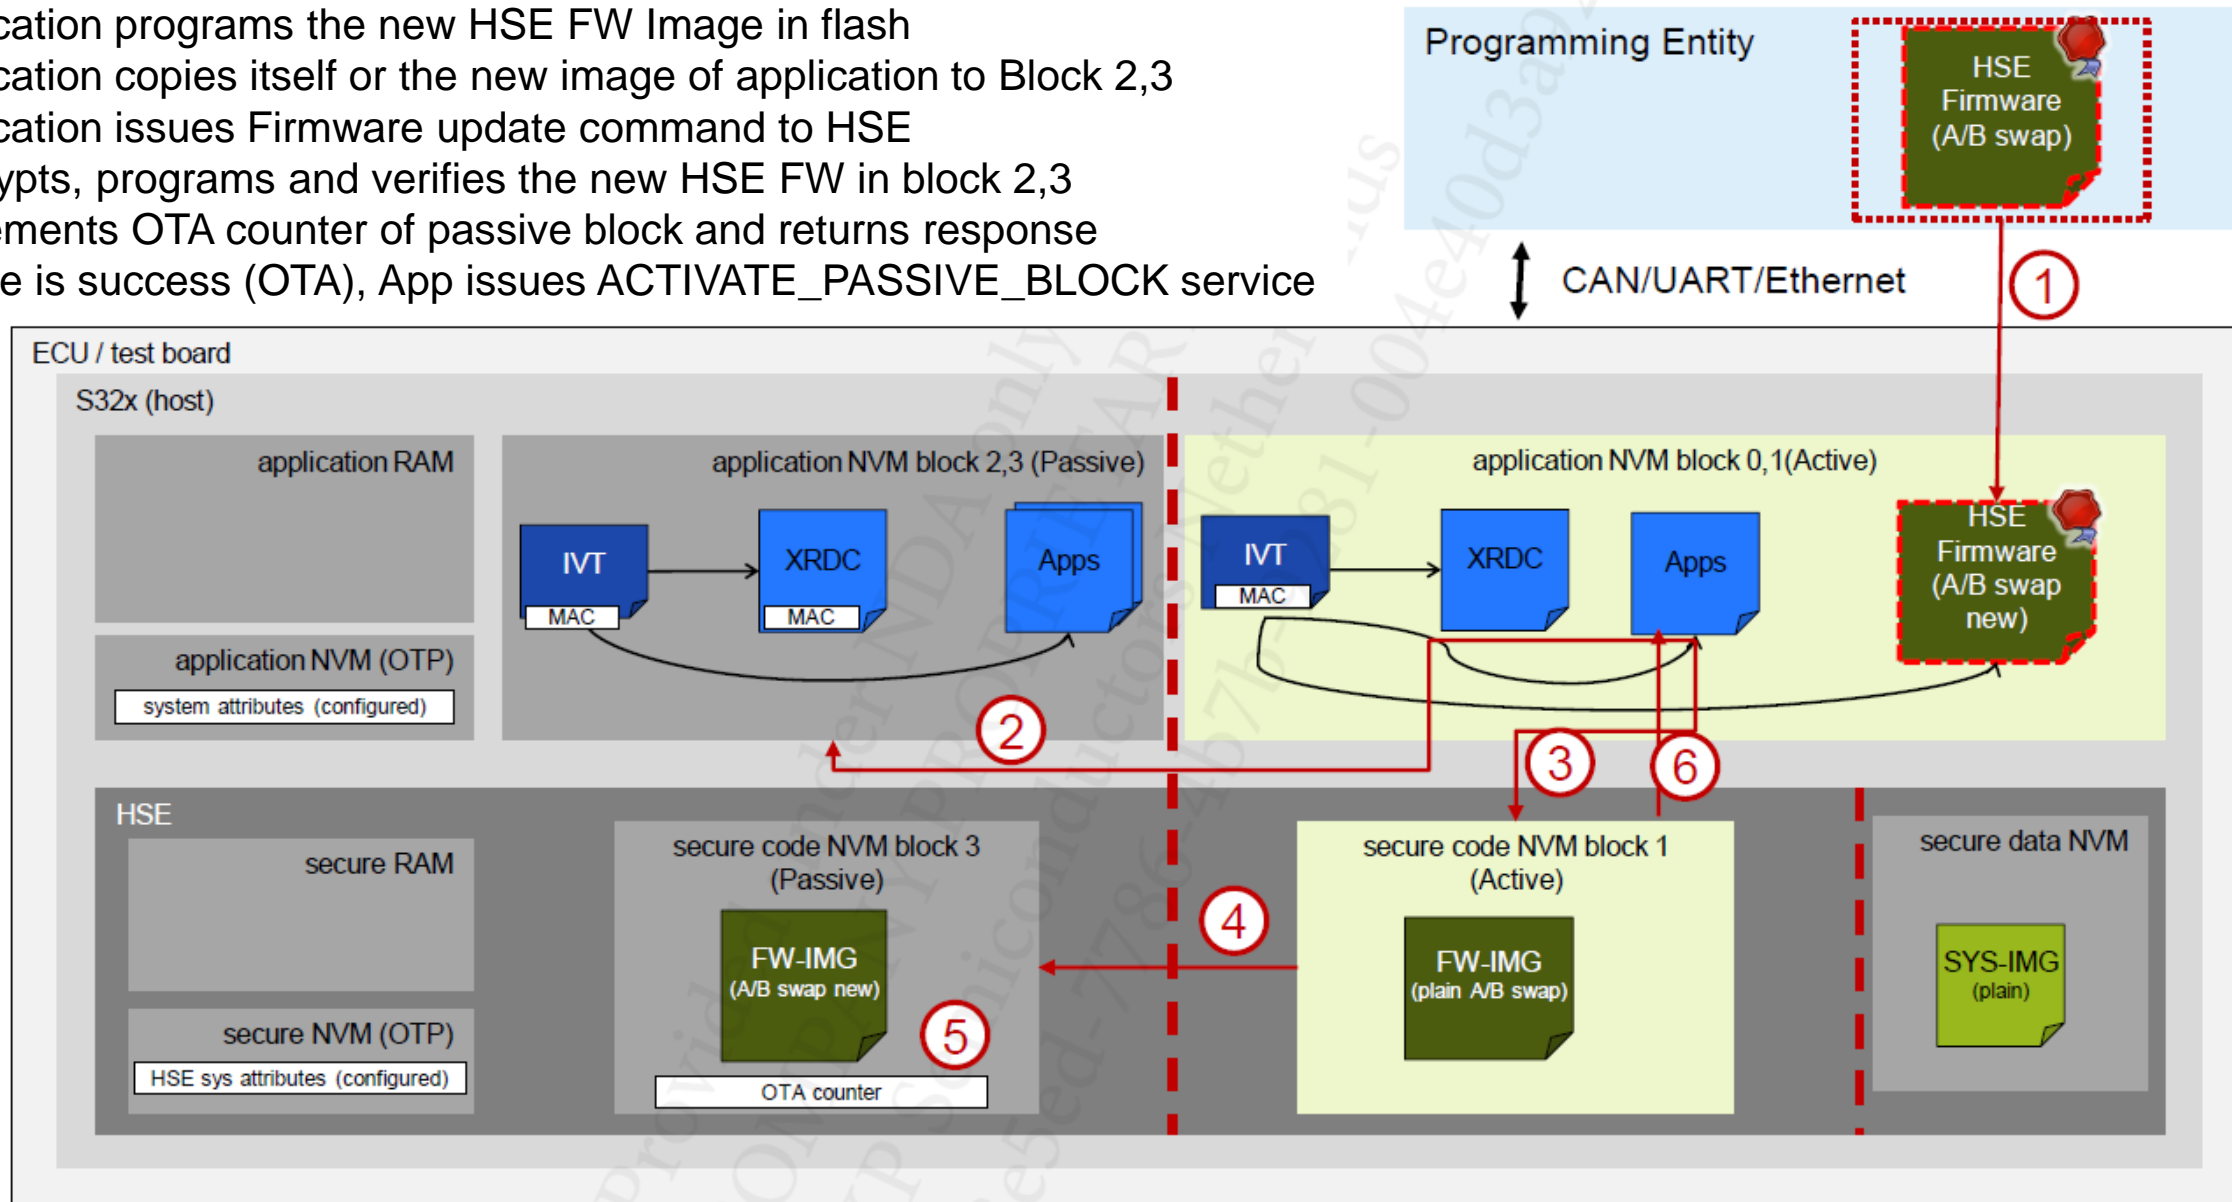 cation programs the new HSE FW Image in flash
cation copies itself or the new image of application to Block 2,3
cation issues Firmware update command to HSE
ypts, programs and verifies the new HSE FW in block 2,3
ements OTA counter of passive block and returns response
e is success (OTA), App issues ACTIVATE_PASSIVE_BLOCK service
Programming Entity
HSE
Firmware
(A/B swap)
CAN/UART/Ethernet
1
ECU / test board
S32x (host)
application RAM
application NVM block 2,3 (Passive)
application NVM block 0,1(Active)
IVT
MAC
XRDC
MAC
Apps
IVT
MAC
XRDC
Apps
HSE
Firmware
(A/B swap
new)
application NVM (OTP)
system attributes (configured)
2
3
6
HSE
secure RAM
secure code NVM block 3
(Passive)
secure code NVM block 1
(Active)
secure data NVM
FW-IMG
(A/B swap new)
4
FW-IMG
(plain A/B swap)
SYS-IMG
(plain)
secure NVM (OTP)
HSE sys attributes (configured)
5
OTA counter